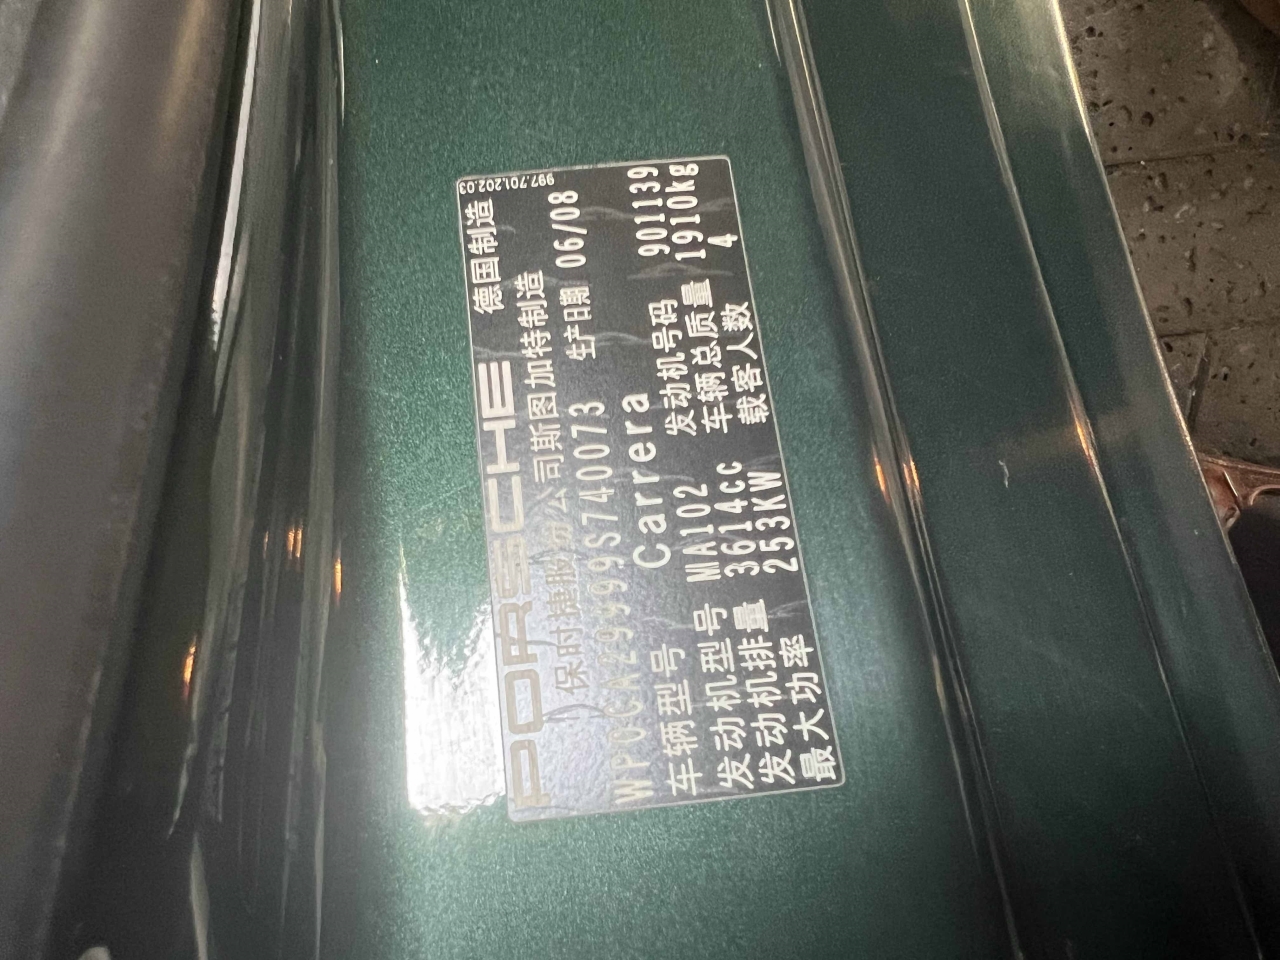 PORSCHE 德国制造
997.701.202.03
保时捷股份公司斯图加特制造
WP0CA29999S740073 生产日期 06/08
车辆型号 Carrera
发动机型号 MA102 发动机号码 901139
发动机排量 3614cc 车辆总质量 1910kg
最大功率 253KW 载客人数 4